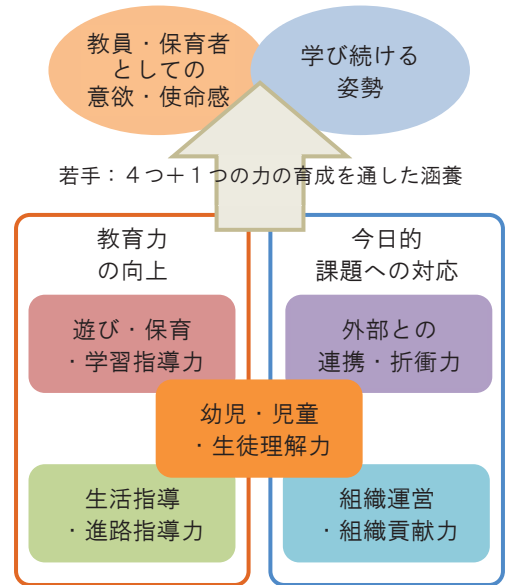 教員・保育者
としての
意欲・使命感
学び続ける
姿勢
若手：４つ＋１つの力の育成を通した涵養
教育力
の向上
今日的
課題への対応
遊び・保育
・学習指導力
外部との
連携・折衝力
幼児・児童
・生徒理解力
生活指導
・進路指導力
組織運営
・組織貢献力